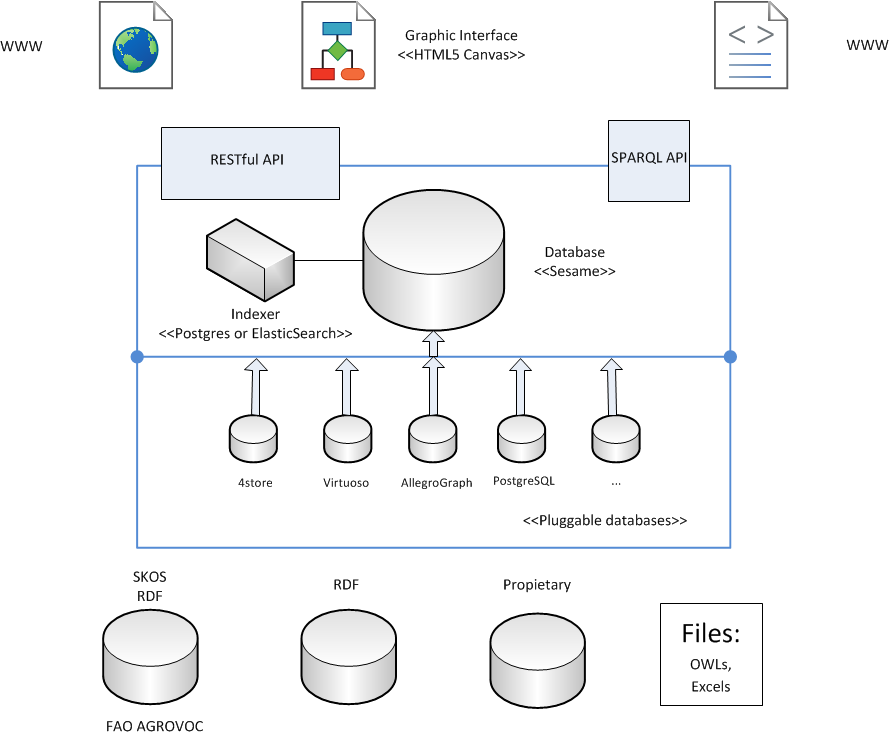 www
Graphic Interface
<<HTML5 Canvas>>
< >
www
RESTful API
SPARQL API
Database
<<Sesame>>
Indexer
<<Postgres or ElasticSearch>>
4store
Virtuoso
AllegroGraph
PostgreSQL
...
<<Pluggable databases>>
SKOS
RDF
RDF
Propietary
Files:
OWLs,
Excels
FAO AGROVOC